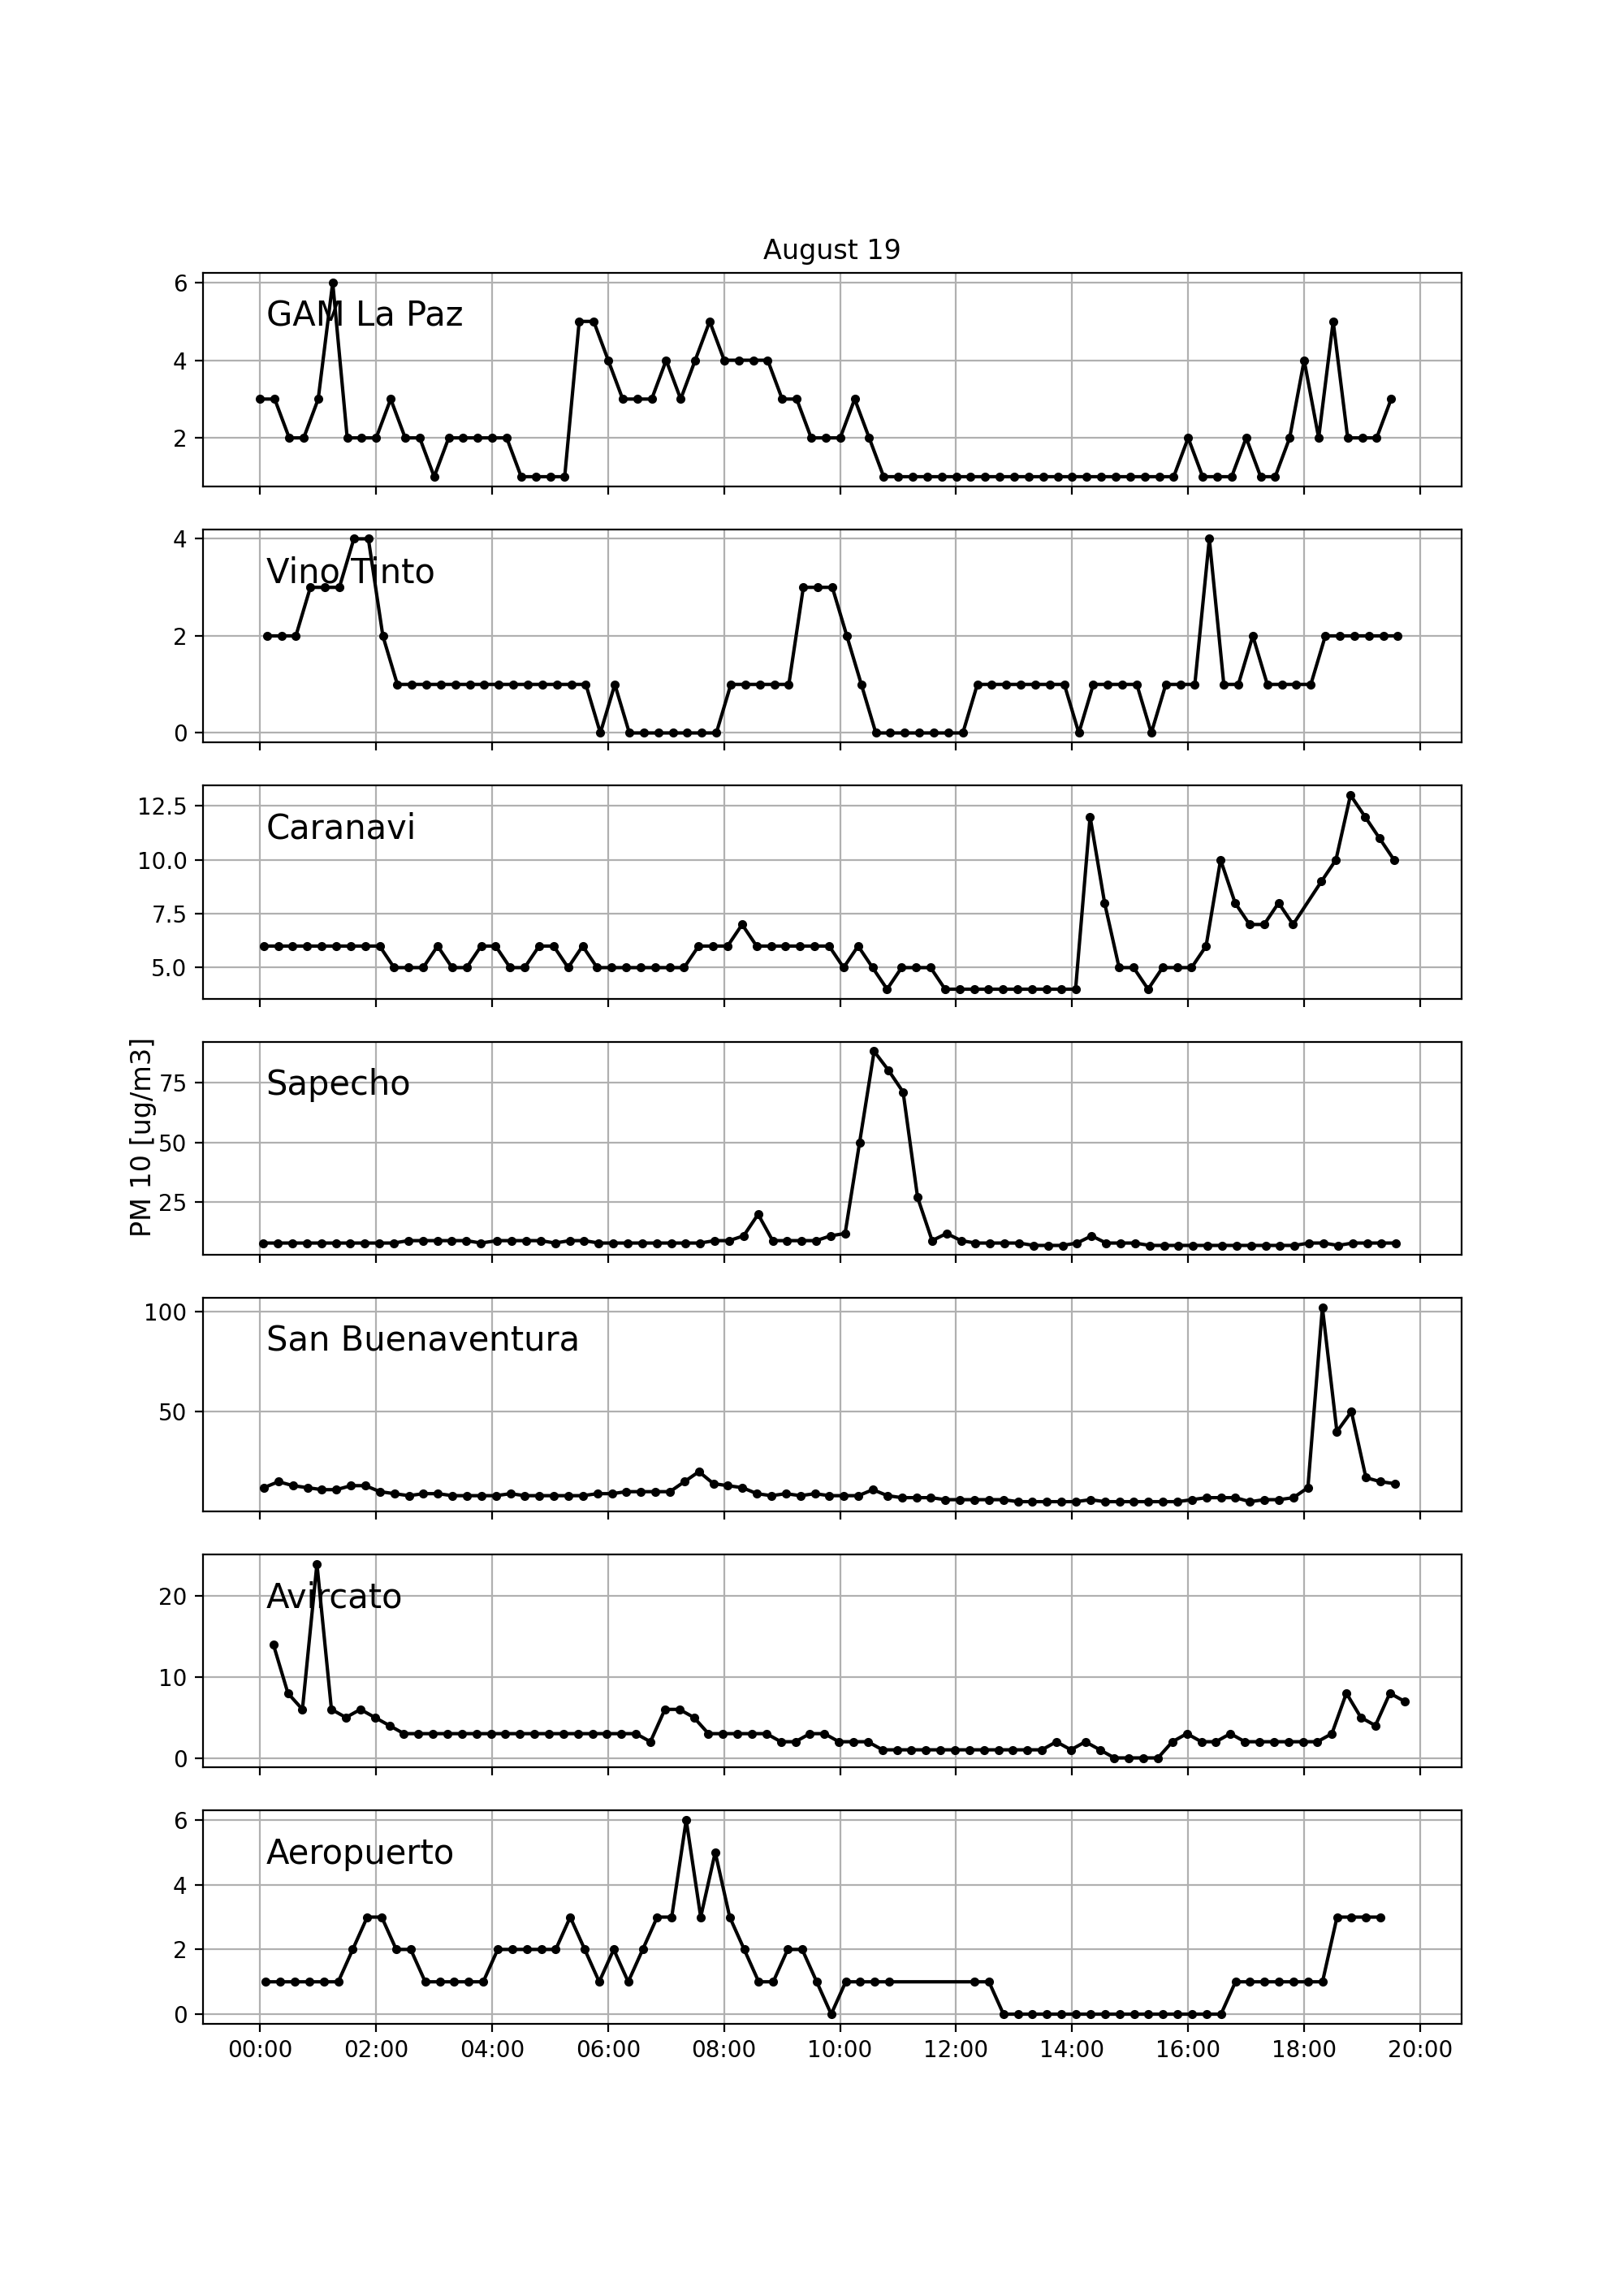 August 19
6
4
2
GAM La Paz
4
2
0
Vino Tinto
12.5
10.0
7.5
5.0
Caranavi
PM 10 [ug/m3]
75
50
25
Sapecho
100
50
San Buenaventura
20
10
0
Avircato
6
4
2
0
Aeropuerto
00:00 02:00 04:00 06:00 08:00 10:00 12:00 14:00 16:00 18:00 20:00